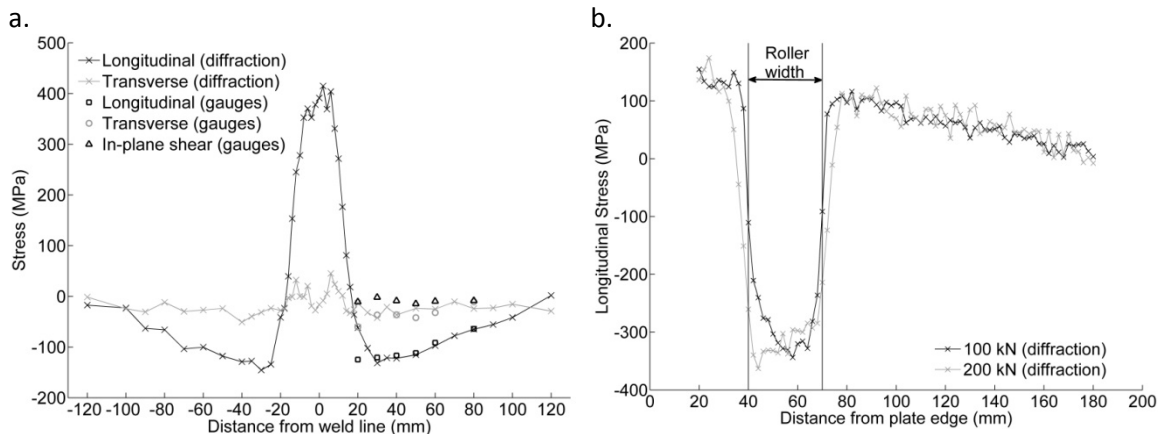 a.
500
400
300
200
100
0
-100
-200
Stress (MPa)
Longitudinal (diffraction)
Transverse (diffraction)
Longitudinal (gauges)
Transverse (gauges)
In-plane shear (gauges)
-120 -100 -80 -60 -40 -20 0 20 40 60 80 100 120
Distance from weld line (mm)
b.
200
100
0
-100
-200
-300
-400
Longitudinal Stress (MPa)
Roller
width
100 kN (diffraction)
200 kN (diffraction)
0 20 40 60 80 100 120 140 160 180 200
Distance from plate edge (mm)